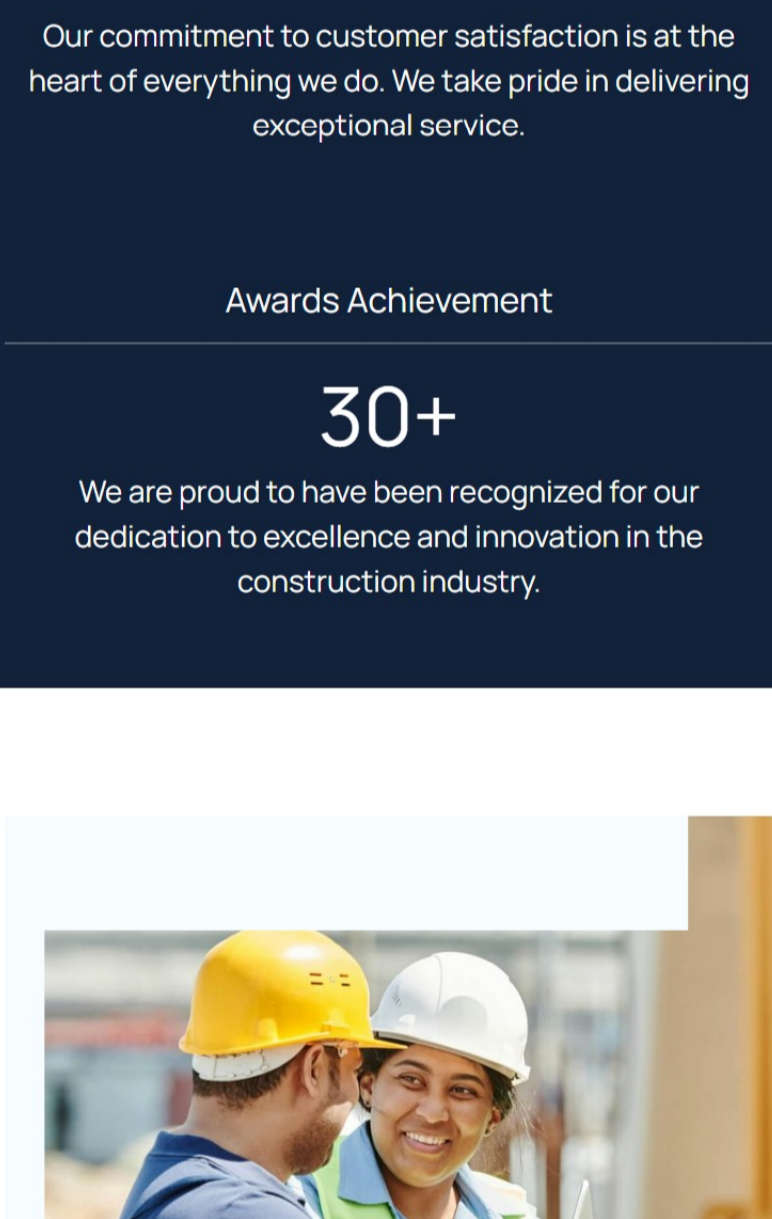 Our commitment to customer satisfaction is at the
heart of everything we do. We take pride in delivering
exceptional service.
Awards Achievement
30+
We are proud to have been recognized for our
dedication to excellence and innovation in the
construction industry.